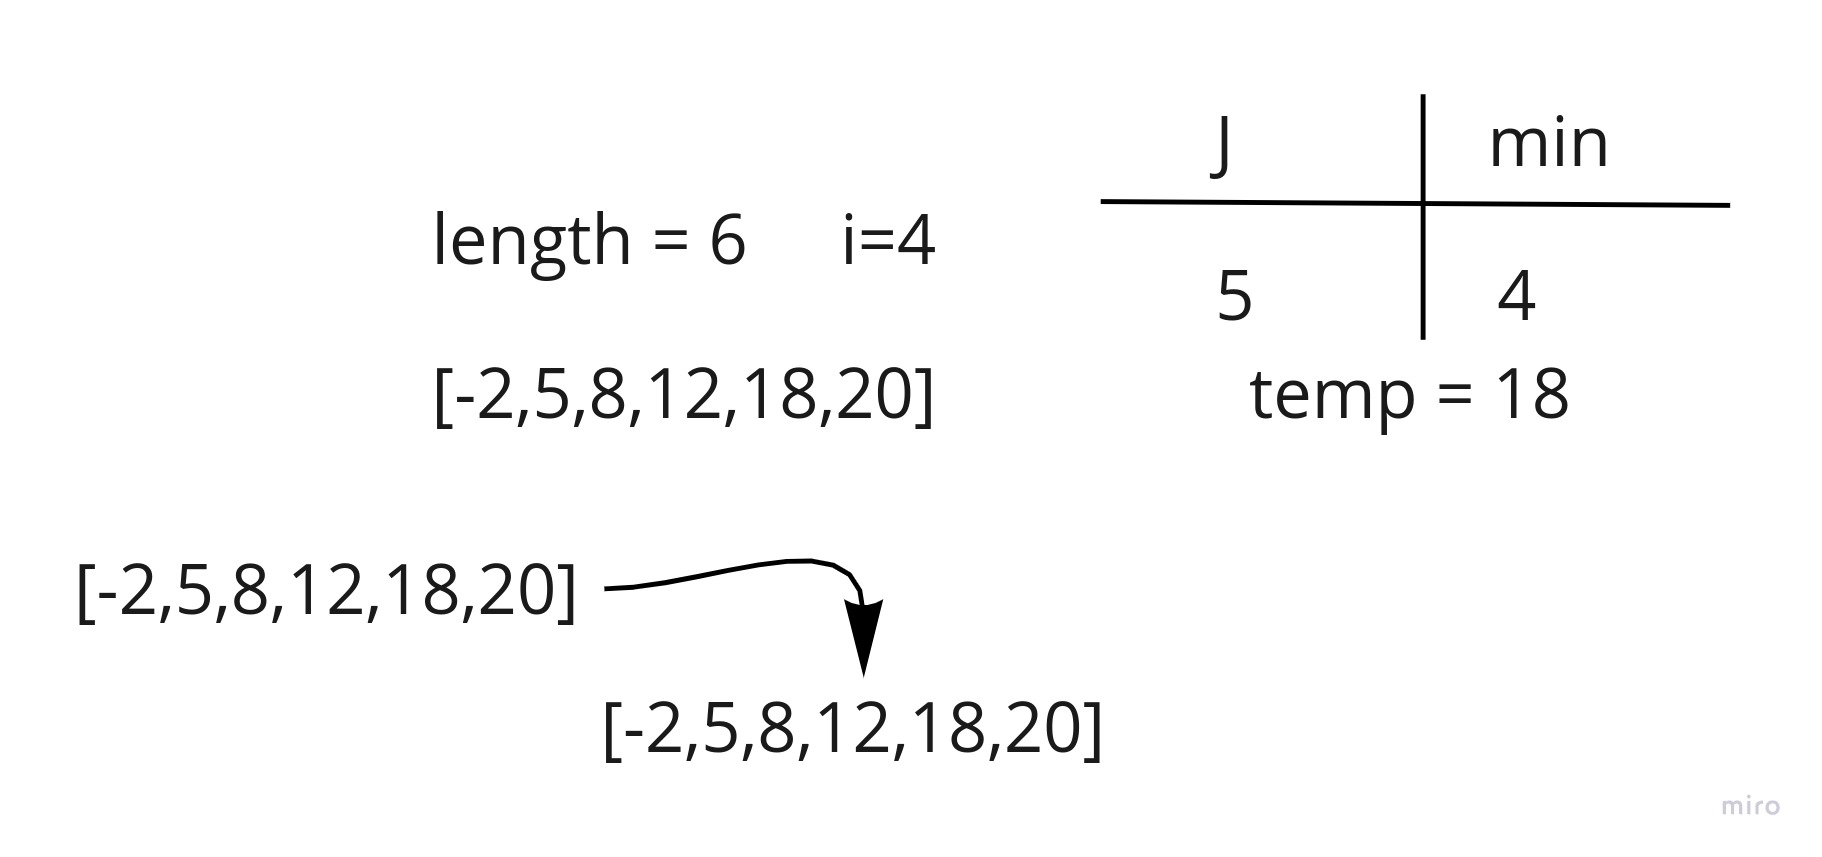 J min
length = 6 i=4
5 4
[-2,5,8,12,18,20]
temp = 18
[-2,5,8,12,18,20]
[-2,5,8,12,18,20]
miro